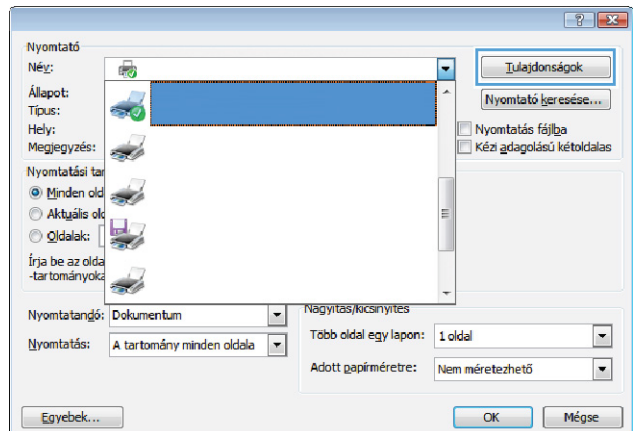 Nyomtató
Név:
Tulajdonságok
Állapot:
Nyomtató keresése...
Típus:
Hely:
Nyomtatás fájlba
Megjegyzés:
Kézi adagolású kétoldalas
Nyomtatási tar
Minden old
Aktuális olc
Oldalak:
Írja be az olda
-tartományoka
Nagyítás/kicsinyítés
Nyomtatandó: Dokumentum
Több oldal egy lapon: 1 oldal
Nyomtatás: A tartomány minden oldala
Adott papírméretre: Nem méretezhető
Egyebek... OK Mégse